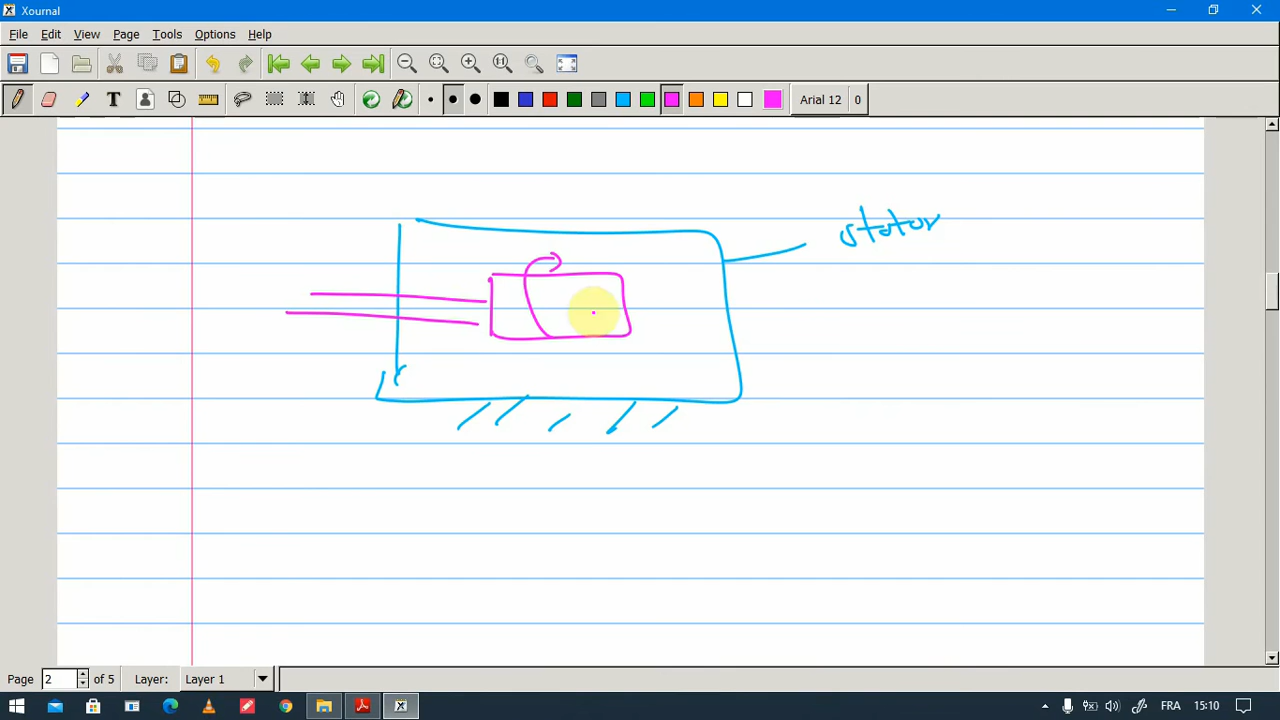 Xournal
File Edit View Page Tools Options Help
Arial 12 0
stator
Page 2 of 5 Layer: Layer 1
FRA 15:10